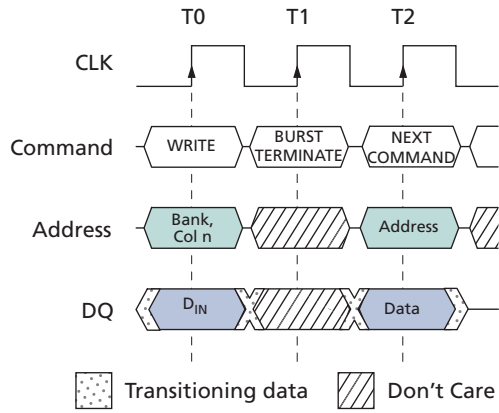 T0 T1 T2
CLK
Command WRITE BURST TERMINATE NEXT COMMAND
Address Bank, Col n Address
DQ DIN Data
Transitioning data Don't Care